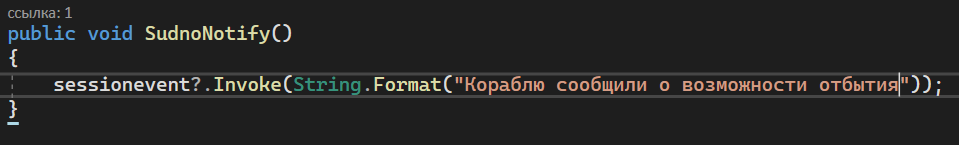 ссылка: 1
public void SudnoNotify()
{
sessionevent?.Invoke(String.Format("Кораблю сообщили о возможности отбытия"));
}